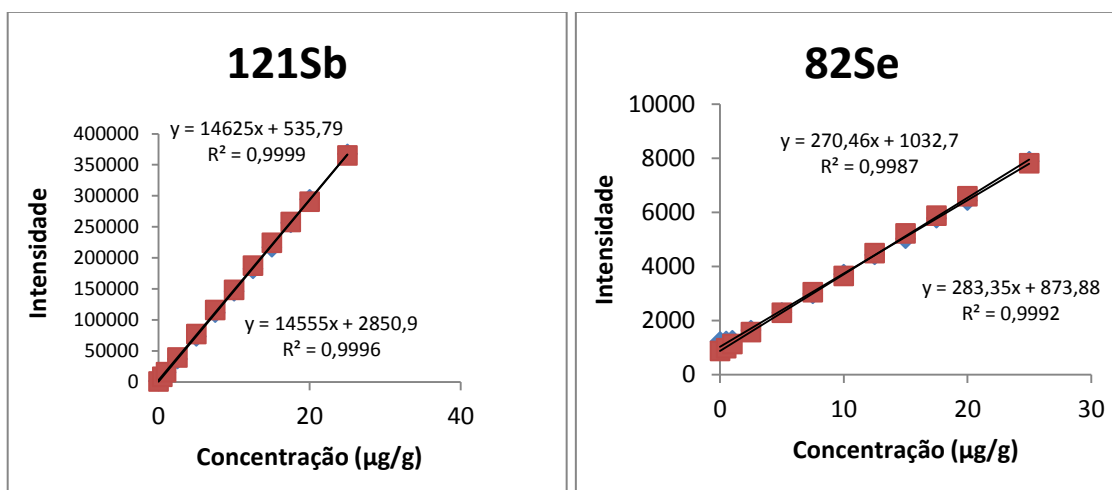 121Sb
y = 14625x + 535,79
R² = 0,9999
400000
350000
300000
250000
200000
150000
100000
50000
0
Intensidade
y = 14555x + 2850,9
R² = 0,9996
0 20 40
Concentração (µg/g)
82Se
10000
8000
6000
4000
2000
0
Intensidade
y = 270,46x + 1032,7
R² = 0,9987
y = 283,35x + 873,88
R² = 0,9992
0 10 20 30
Concentração (µg/g)